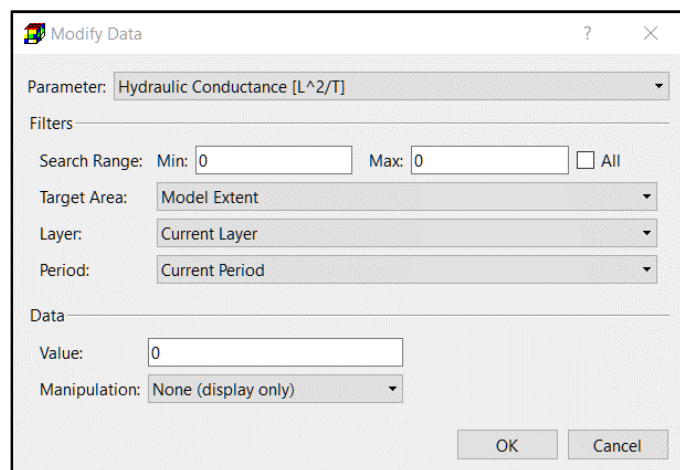 Modify Data ?
Parameter: Hydraulic Conductance [L^2/T]
Filters
Search Range: Min: 0 Max: 0 All
Target Area: Model Extent
Layer: Current Layer
Period: Current Period
Data
Value: 0
Manipulation: None (display only)
OK Cancel